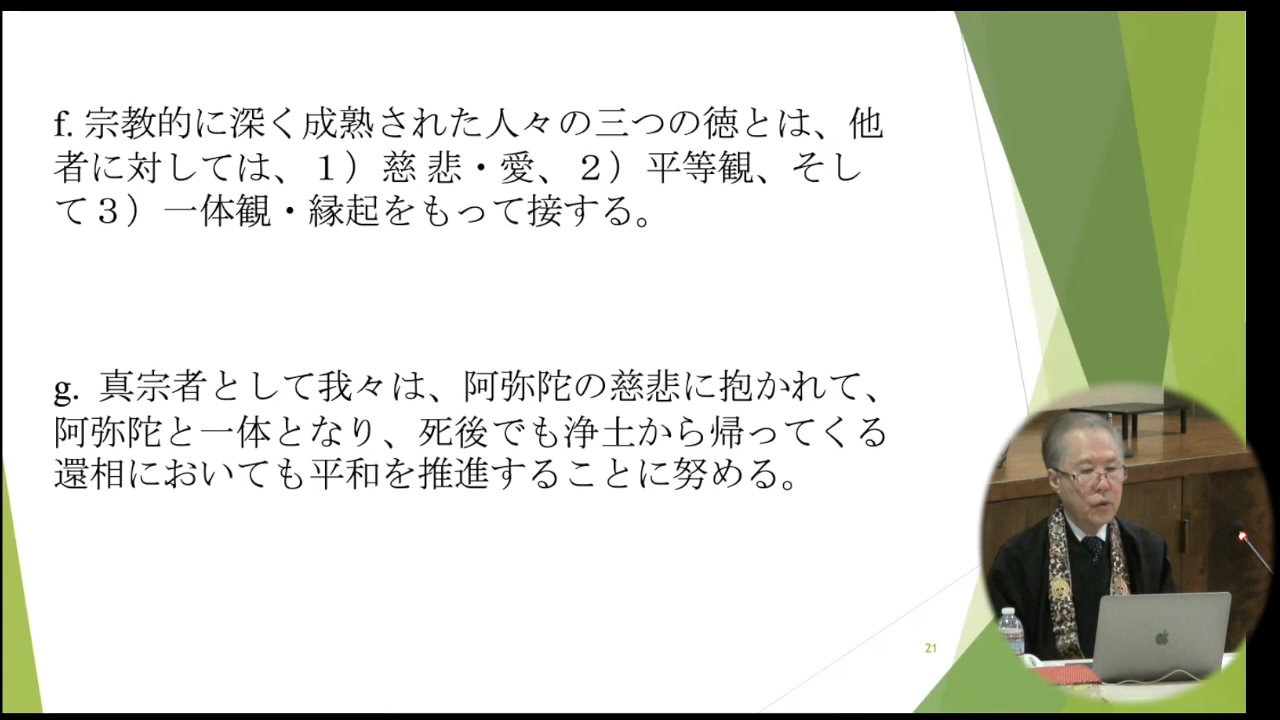 f. 宗教的に深く成熟された人々の三つの徳とは、他
者に対しては、１）慈 悲・愛、２）平等観、そし
て３）一体観・縁起をもって接する。
g. 真宗者として我々は、阿弥陀の慈悲に抱かれて、
阿弥陀と一体となり、死後でも浄土から帰ってくる
還相においても平和を推進することに努める。
21